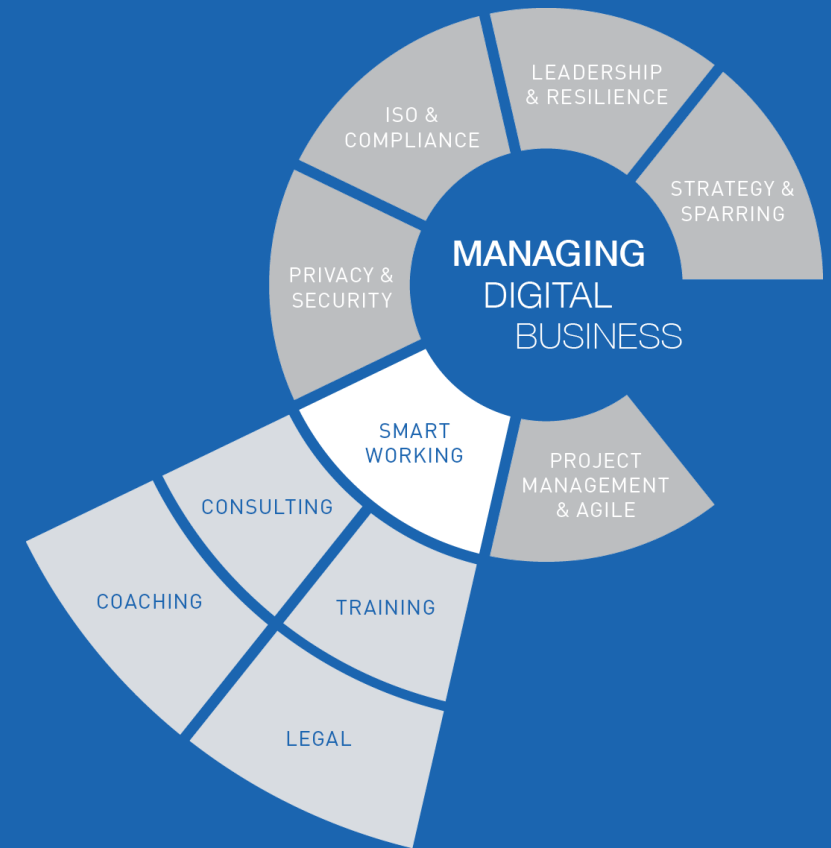 LEADERSHIP
& RESILIENCE
ISO &
COMPLIANCE
STRATEGY &
SPARRING
MANAGING
DIGITAL
BUSINESS
PRIVACY &
SECURITY
SMART
WORKING
PROJECT
MANAGEMENT
& AGILE
CONSULTING
COACHING
TRAINING
LEGAL